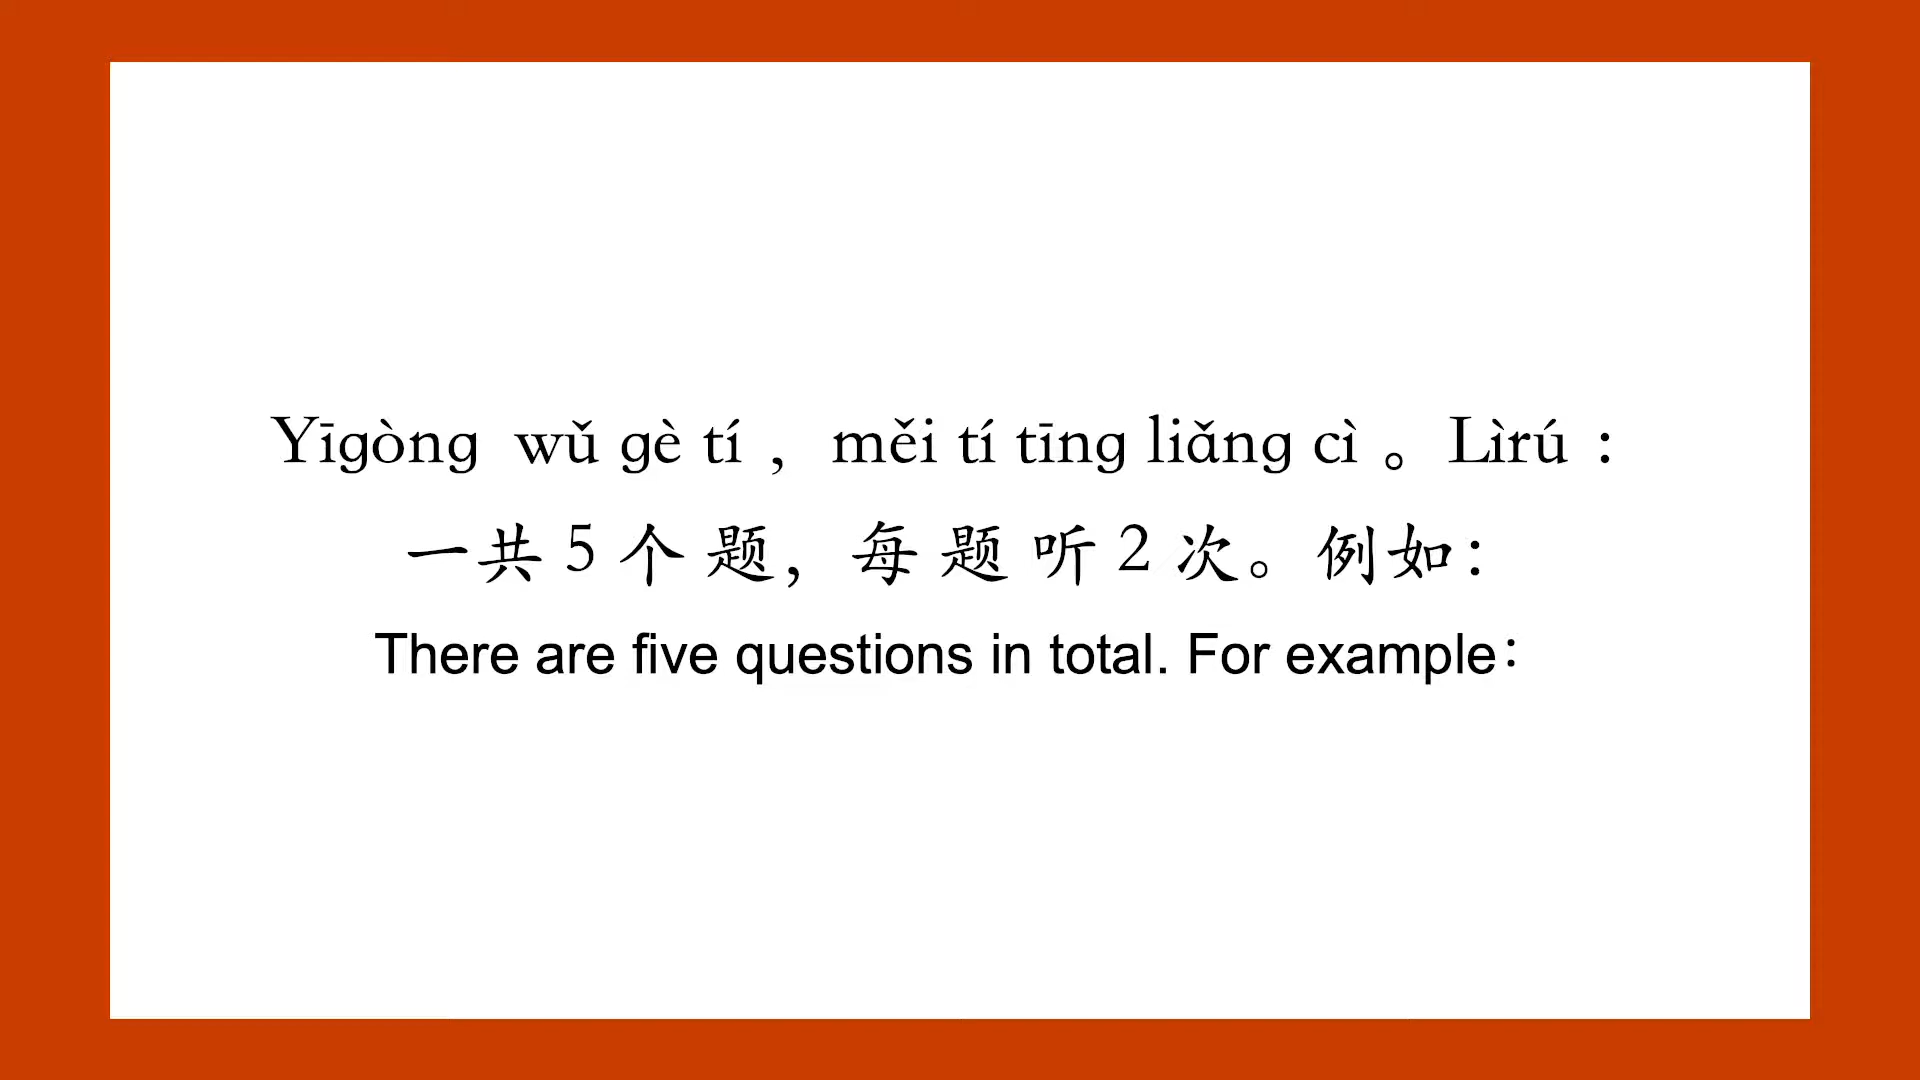 Yīgòng wǔ gè tí , měi tí tīng liǎng cì 。Lìrú :
一共 5 个 题，每 题 听 2 次。例如：
There are five questions in total. For example：